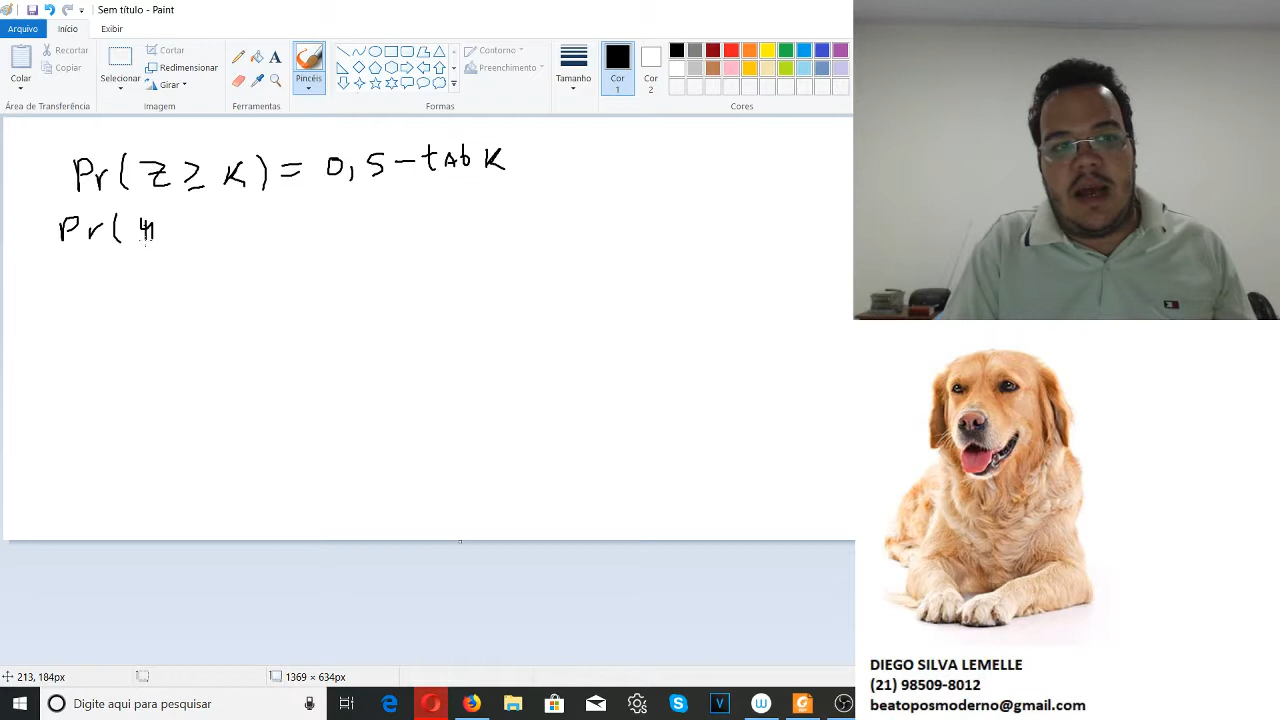 Sem título - Paint
Arquivo Início Exibir
Colar
Recortar
Copiar
Área de Transferência
Selecionar
Cortar
Redimensionar
Girar
Imagem
Ferramentas
Pincéis
Contorno
Preenchimento
Formas
Tamanho
Cor 1
Cor 2
Cores
Pr( Z ≥ K ) = 0,5 - tAb K
Pr(
213, 184px
1369 × 634px
Digite aqui para pesquisar
DIEGO SILVA LEMELLE
(21) 98509-8012
beatoposmoderno@gmail.com